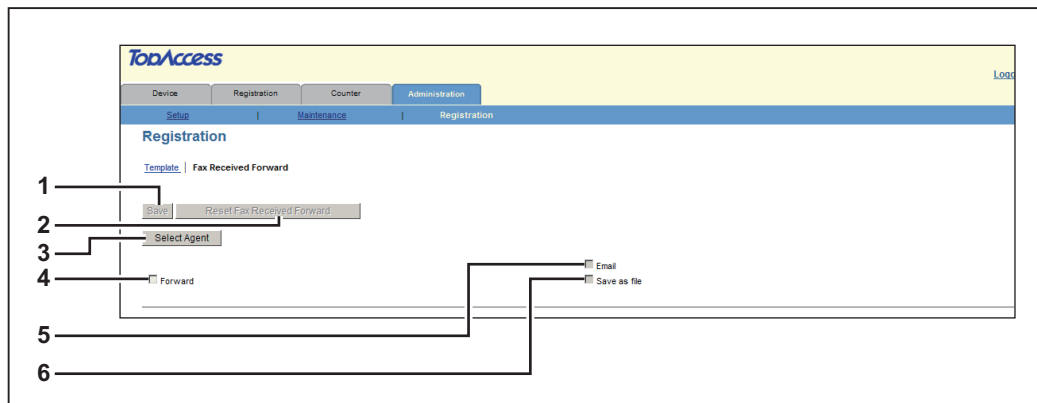 TopAccess
Logo
Device Registration Counter Administration
Setup | Maintenance | Registration
Registration
Template | Fax Received Forward
1
Save Reset Fax Received Forward
2
Select Agent
3
Email
4
Forward
Save as file
5
6